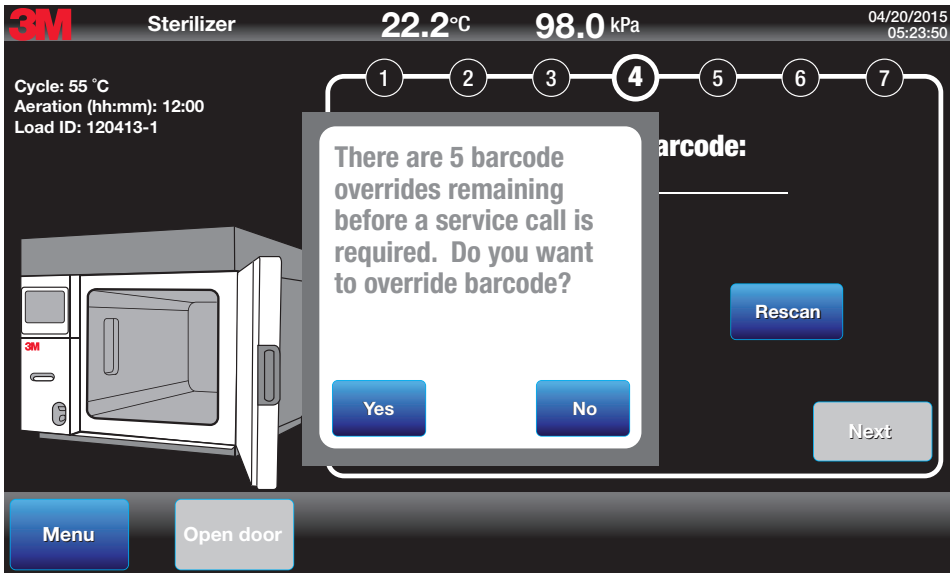 3M Sterilizer 22.2°C 98.0 kPa 04/20/2015
05:23:50
Cycle: 55 °C
Aeration (hh:mm): 12:00
Load ID: 120413-1
1 2 3 4 5 6 7
arcode:
There are 5 barcode
overrides remaining
before a service call is
required. Do you want
to override barcode?
Yes No
Rescan
Next
3M
Menu Open door